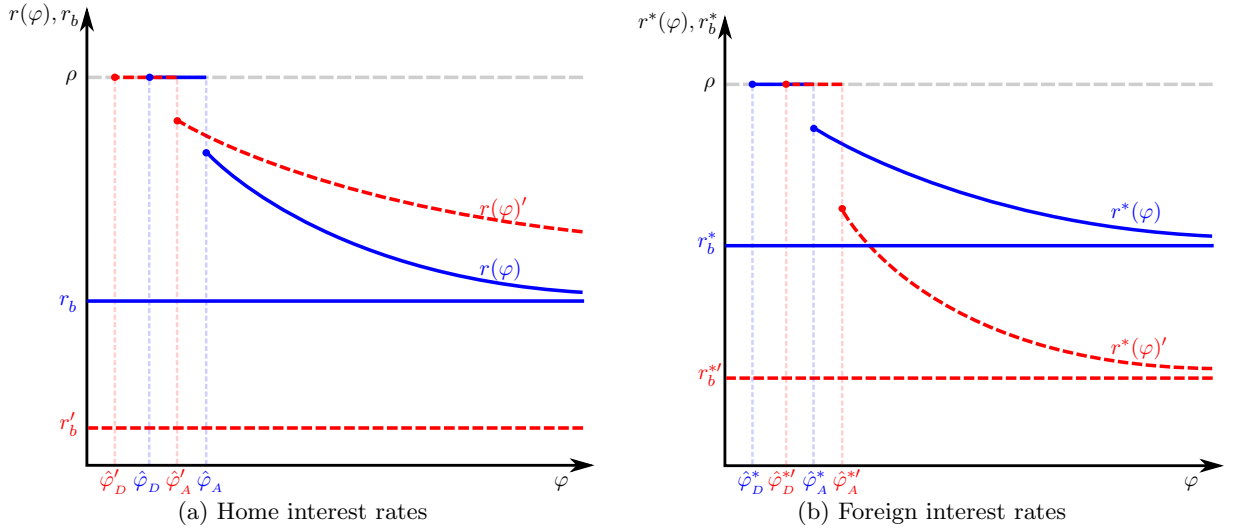 r(φ), r_b
ρ
r(φ)′
r(φ)
r_b
r′_b
φ̂′_D φ̂_D φ̂′_A φ̂_A φ
(a) Home interest rates
r*(φ), r*_b
ρ
r*(φ)
r*_b
r*(φ)′
r*′_b
φ̂*_D φ̂*′_D φ̂*_A φ̂*′_A φ
(b) Foreign interest rates